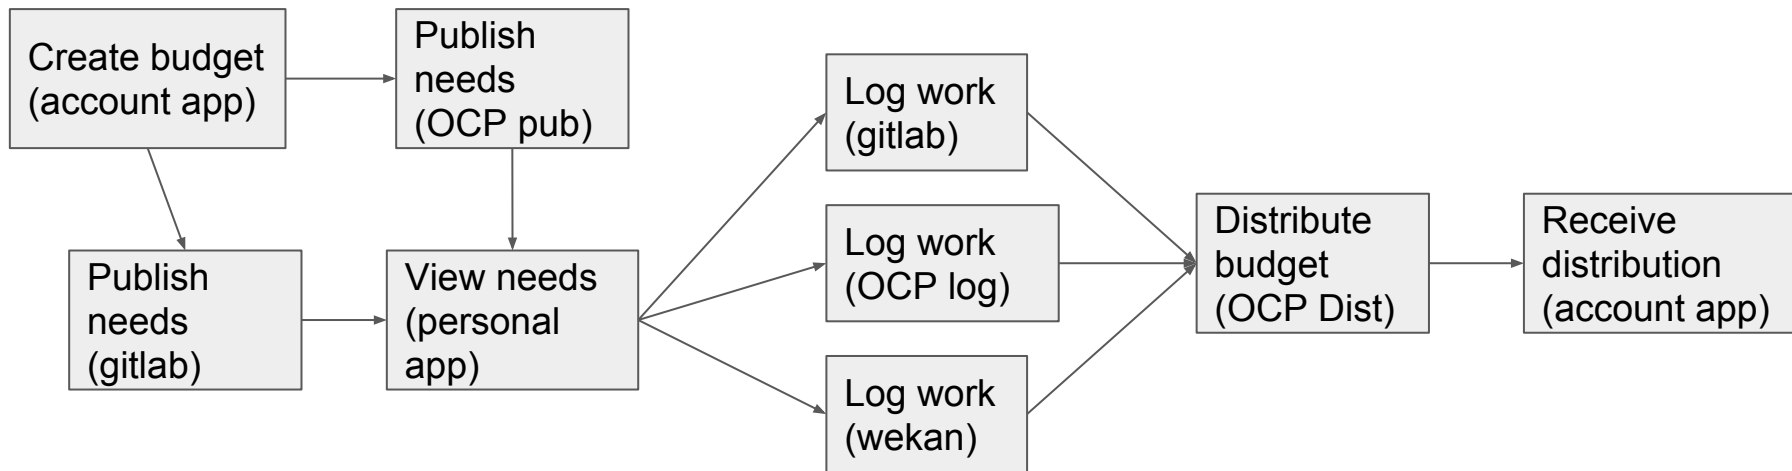 Create budget
(account app)
Publish
needs
(OCP pub)
Publish
needs
(gitlab)
View needs
(personal
app)
Log work
(gitlab)
Log work
(OCP log)
Log work
(wekan)
Distribute
budget
(OCP Dist)
Receive
distribution
(account app)